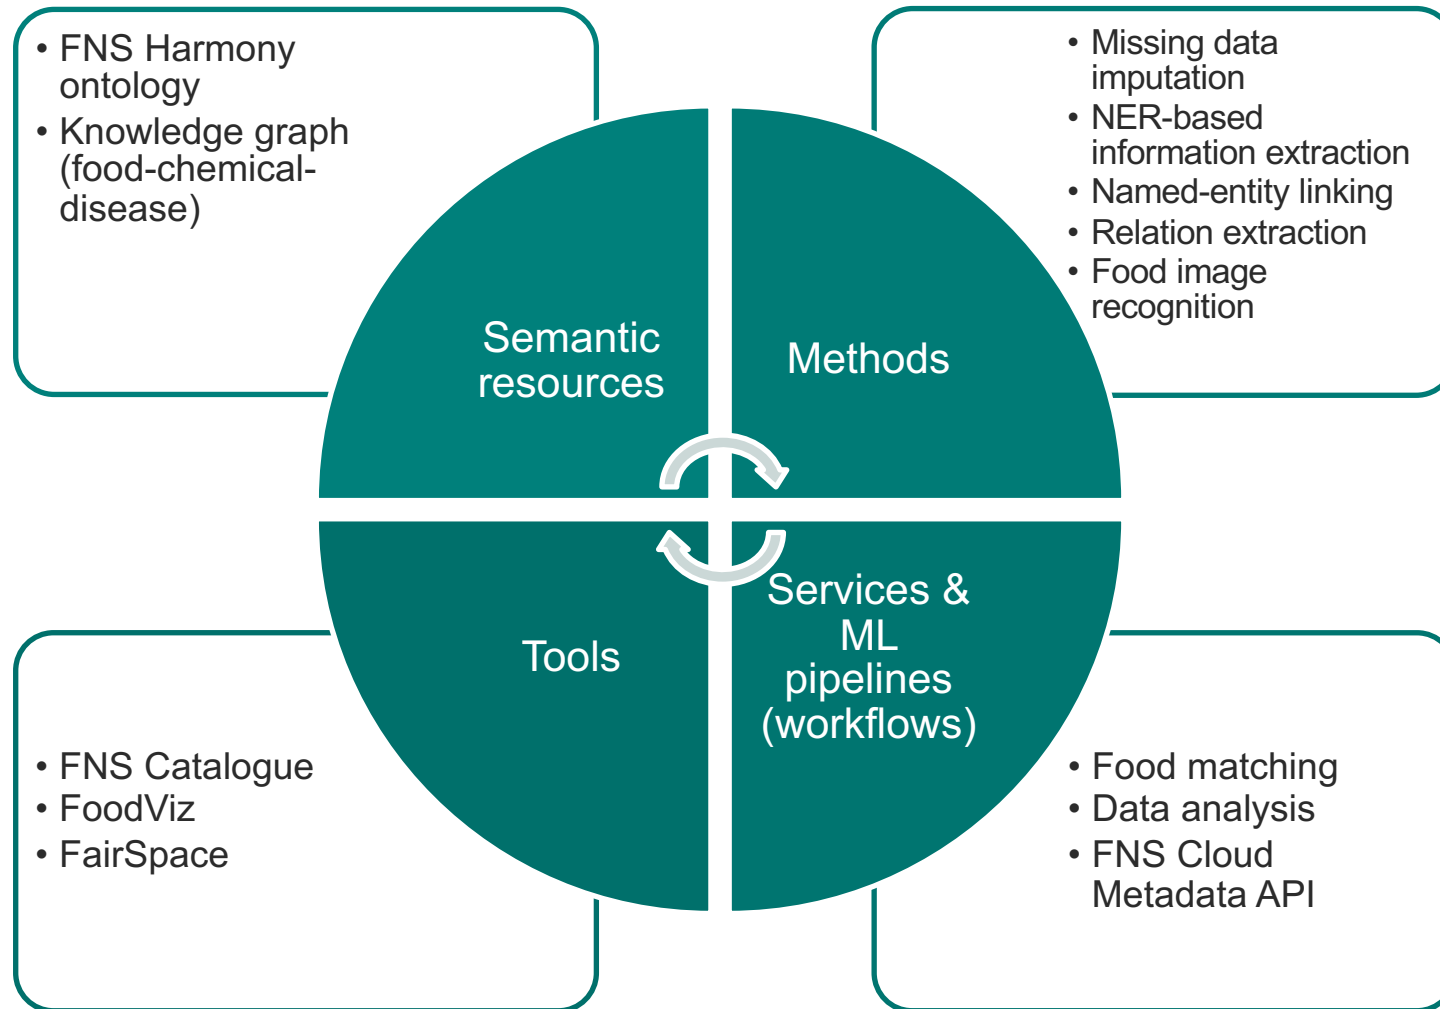 • FNS Harmony
ontology
• Knowledge graph
(food-chemical-
disease)
• Missing data
imputation
• NER-based
information extraction
• Named-entity linking
• Relation extraction
• Food image
recognition
Semantic
resources
Methods
Tools
Services &
ML
pipelines
(workflows)
• FNS Catalogue
• FoodViz
• FairSpace
• Food matching
• Data analysis
• FNS Cloud
Metadata API